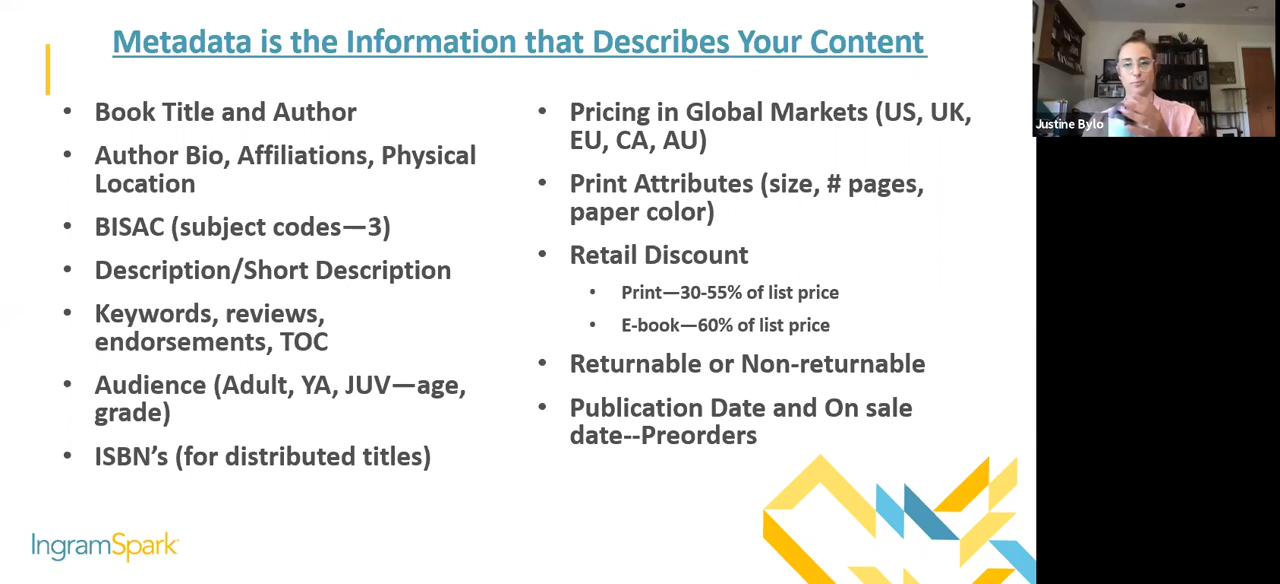 Metadata is the Information that Describes Your Content
• Book Title and Author
• Author Bio, Affiliations, Physical
Location
• BISAC (subject codes—3)
• Description/Short Description
• Keywords, reviews,
endorsements, TOC
• Audience (Adult, YA, JUV—age,
grade)
• ISBN’s (for distributed titles)
• Pricing in Global Markets (US, UK,
EU, CA, AU)
• Print Attributes (size, # pages,
paper color)
• Retail Discount
• Print—30-55% of list price
• E-book—60% of list price
• Returnable or Non-returnable
• Publication Date and On sale
date--Preorders
IngramSpark
Justine Bylo